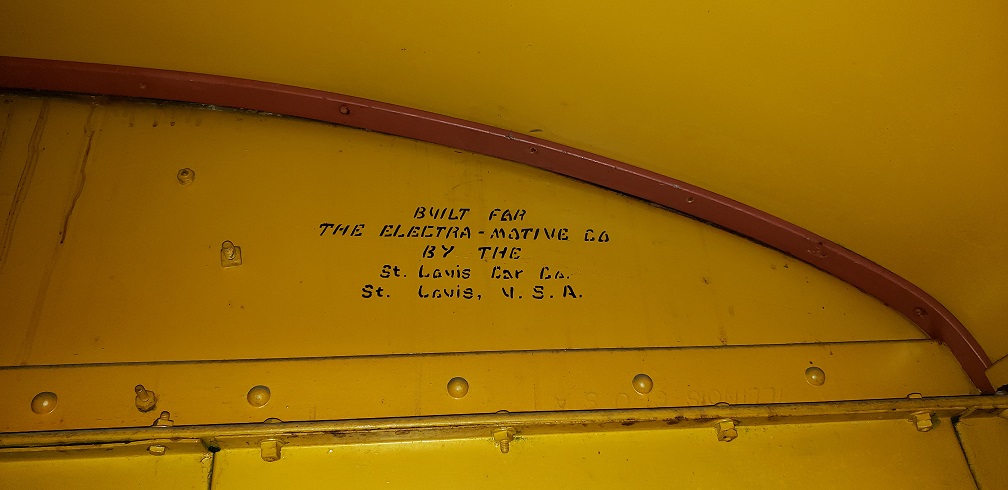 BUILT FOR
THE ELECTRA-MOTIVE CO
BY THE
St. Louis Car Co.
St. Louis, U.S.A.